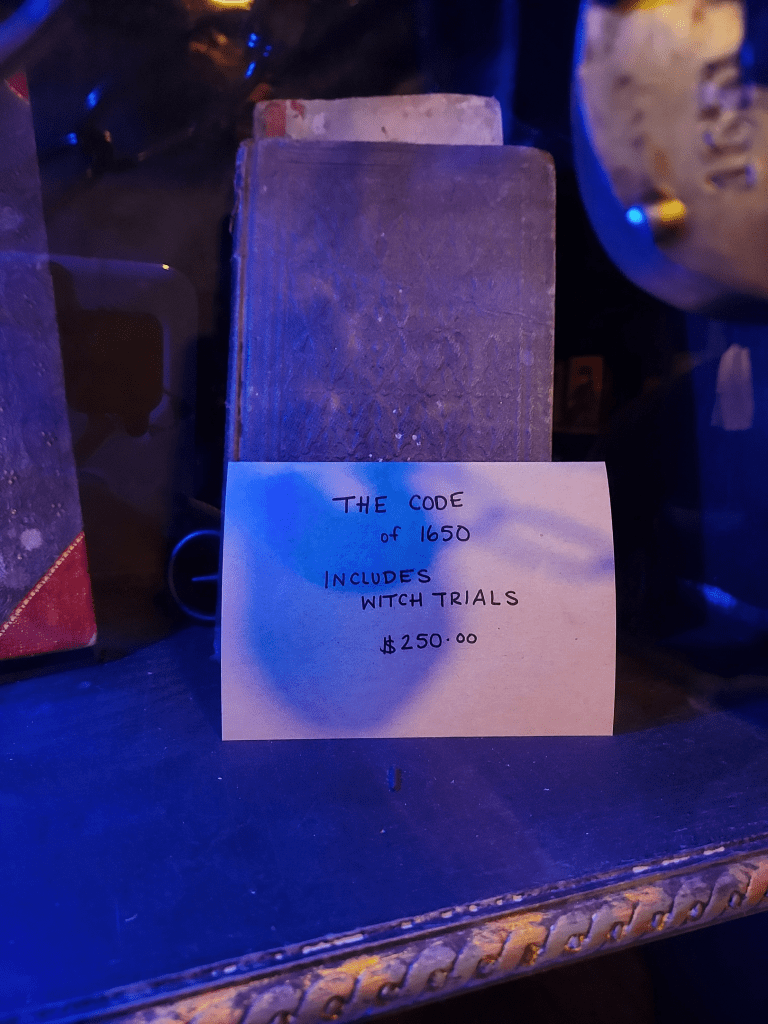 THE CODE
of 1650
INCLUDES
WITCH TRIALS
$250.00